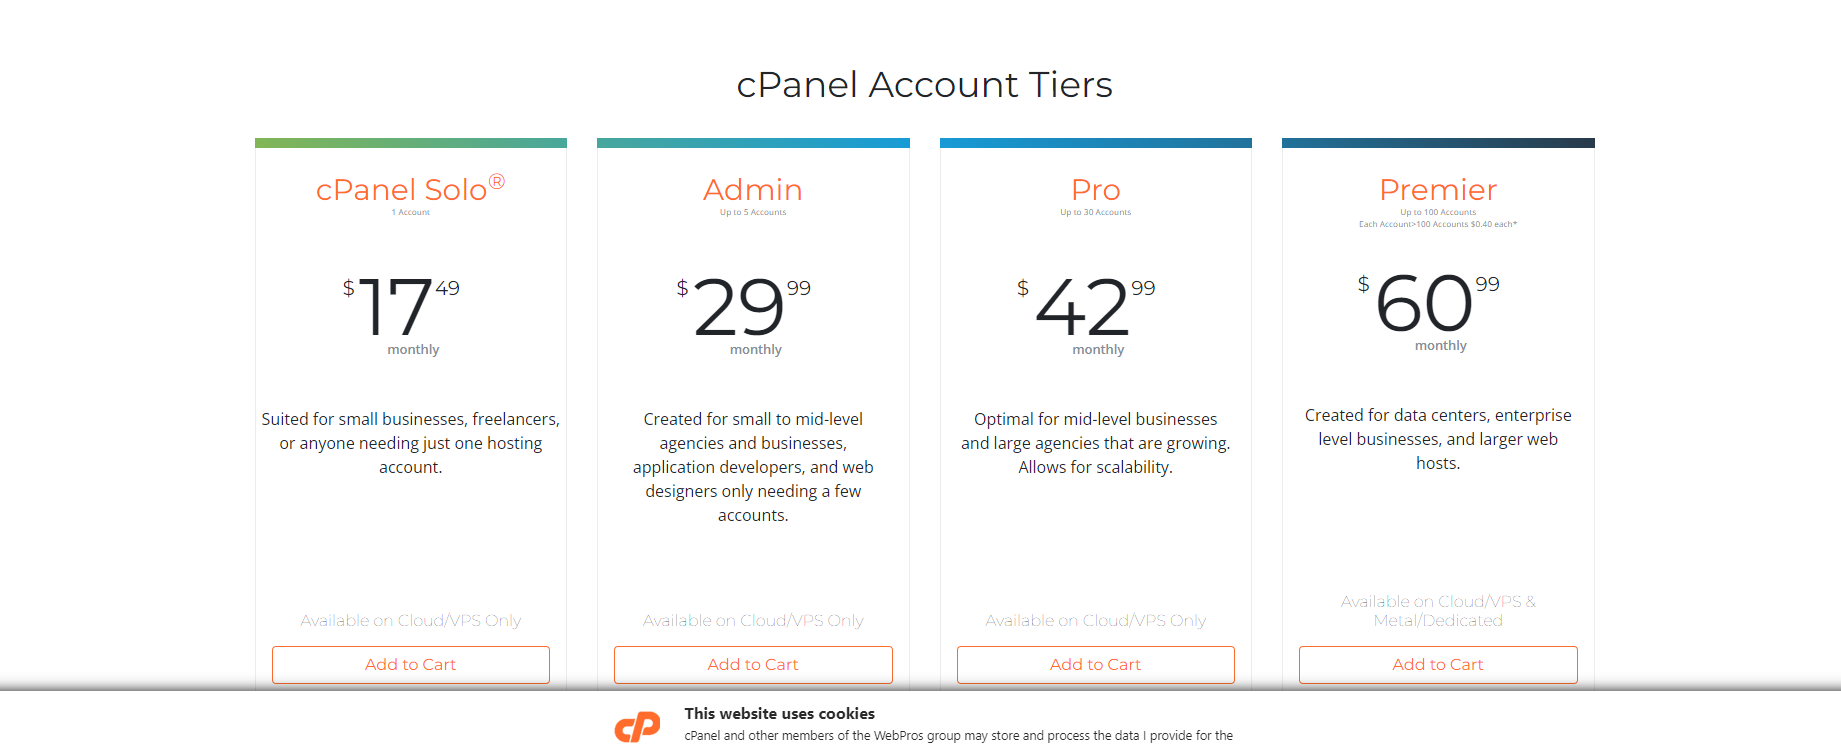 cPanel Account Tiers
cPanel Solo®
1 Account
$17 49
monthly
Suited for small businesses, freelancers,
or anyone needing just one hosting
account.
Available on Cloud/VPS Only
Add to Cart
Admin
Up to 5 Accounts
$29 99
monthly
Created for small to mid-level
agencies and businesses,
application developers, and web
designers only needing a few
accounts.
Available on Cloud/VPS Only
Add to Cart
Pro
Up to 30 Accounts
$42 99
monthly
Optimal for mid-level businesses
and large agencies that are growing.
Allows for scalability.
Available on Cloud/VPS Only
Add to Cart
Premier
Up to 100 Accounts
Each Account>100 Accounts $0.40 each*
$60 99
monthly
Created for data centers, enterprise
level businesses, and larger web
hosts.
Available on Cloud/VPS &
Metal/Dedicated
Add to Cart
cP
This website uses cookies
cPanel and other members of the WebPros group may store and process the data I provide for the